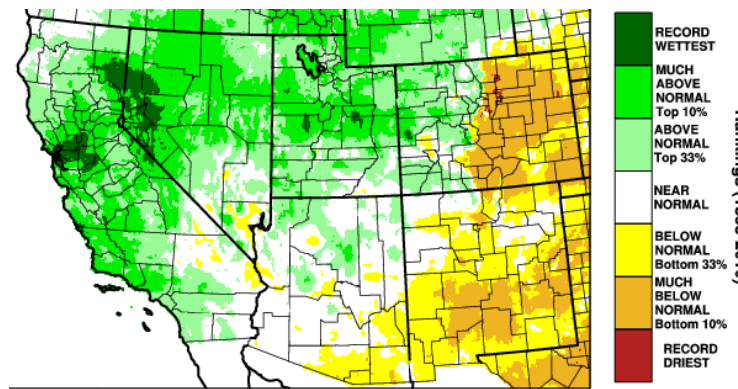 RECORD
WETTEST
MUCH
ABOVE
NORMAL
Top 10%
ABOVE
NORMAL
Top 33%
NEAR
NORMAL
BELOW
NORMAL
Bottom 33%
MUCH
BELOW
NORMAL
Bottom 10%
RECORD
DRIEST